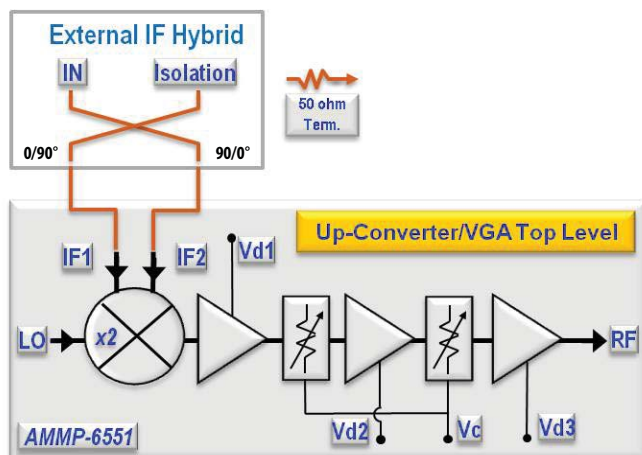 External IF Hybrid
IN
Isolation
50 ohm
Term.
0/90°
90/0°
Up-Converter/VGA Top Level
IF1
IF2
Vd1
LO
x2
RF
AMMP-6551
Vd2
Vc
Vd3